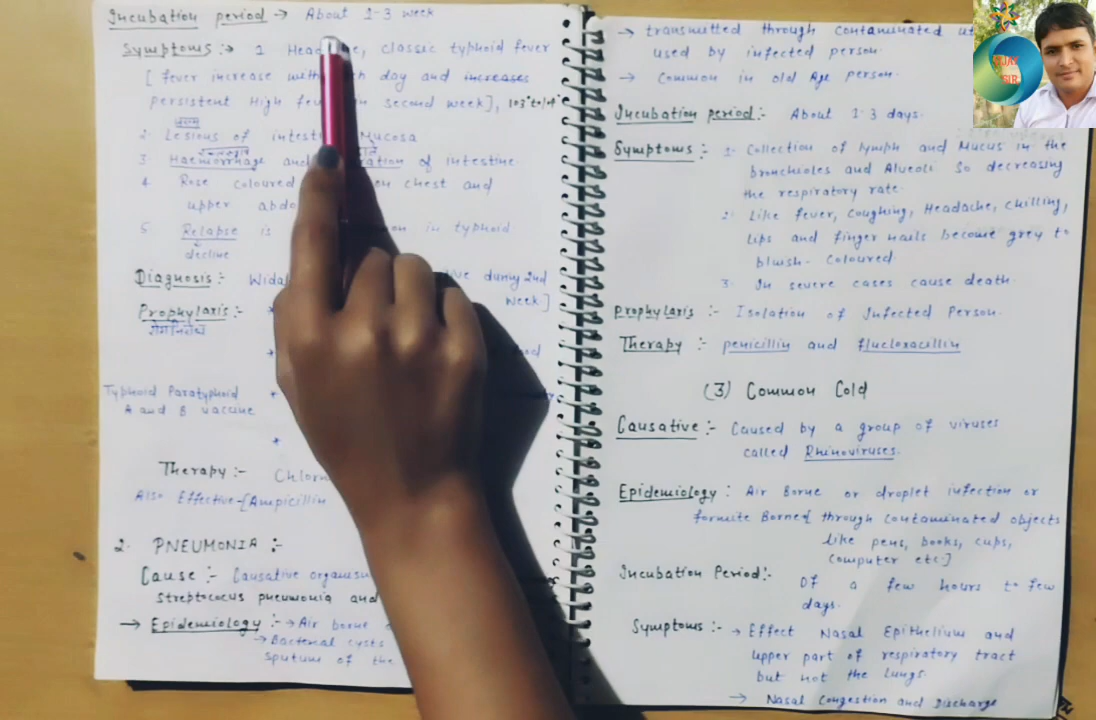 Incubation period → About 1-3 week
Symptoms :→ 1 classic typhoid fever
[ fever increase day and increases
persistent High in second week], 103° to 104°
2. Lesions of Mucosa
3. Haemorrhage and of intestine.
4. Rose coloured on chest and
upper
5. Relapse is in typhoid
decline
Diagnosis :- during 2nd
Week]
Prophylaxis :- *
रोगनिरोध
*
Typhoid Paratyphoid *
A and B vaccine
*
Therapy :-
Also Effective-[Ampicillin
2. PNEUMONIA :-
Cause :- Causative
streptococus pneumonia and
→ Epidemiology :- → Air borne
→ Bacterial cysts
sputum of the
→ transmitted through contaminated
used by infected person.
→ Common in old Age person.
Incubation period :- About 1-3 days.
Symptoms :- 1. Collection of lymph and Mucus in the
bronchioles and Alveoli so decreasing
the respiratory rate.
2. Like fever, coughing, Headache, chilling,
lips and finger nails become grey to
bluish- coloured.
3. In severe cases cause death.
Prophylaxis :- Isolation of Infected Person.
Therapy :- penicillin and flucloxacillin
(3) Common Cold
Causative :- Caused by a group of viruses
called Rhinoviruses.
Epidemiology : Air Borne or droplet infection or
formite Borne[ through contaminated objects
like pens, books, cups,
computer etc.]
Incubation Period :- Of a few hours to few
days.
Symptoms :- → Effect Nasal Epithelium and
upper part of respiratory tract
but not the lungs.
→ Nasal Congestion and Discharge
SIR